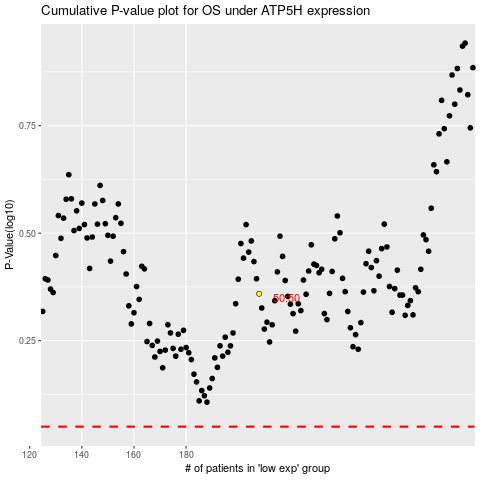 Cumulative P-value plot for OS under ATP5H expression
P-Value(log10)
0.75
0.50
0.25
50:50
120 140 160 180
# of patients in 'low exp' group